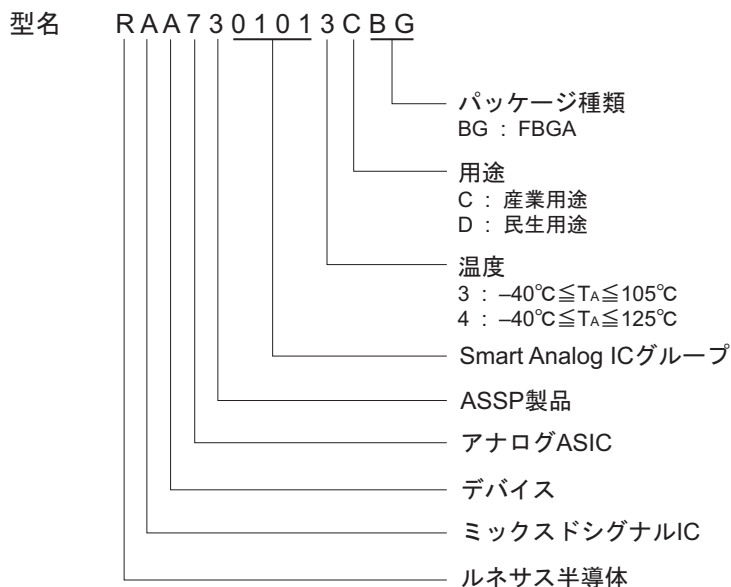 型名 RAA7301013CBG
パッケージ種類
BG : FBGA
用途
C : 産業用途
D : 民生用途
温度
3 : –40℃≦TA≦105℃
4 : –40℃≦TA≦125℃
Smart Analog ICグループ
ASSP製品
アナログASIC
デバイス
ミックスドシグナルIC
ルネサス半導体